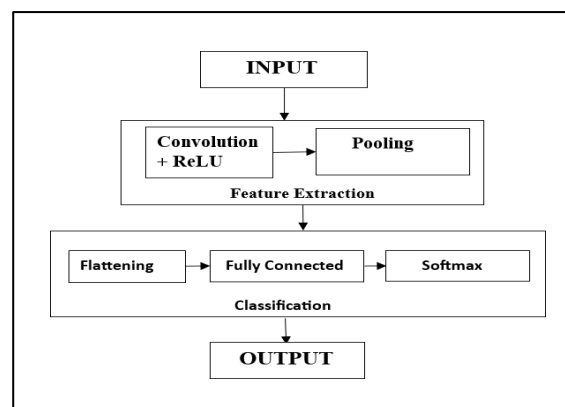 INPUT
Convolution
+ ReLU
Pooling
Feature Extraction
Flattening
Fully Connected
Softmax
Classification
OUTPUT